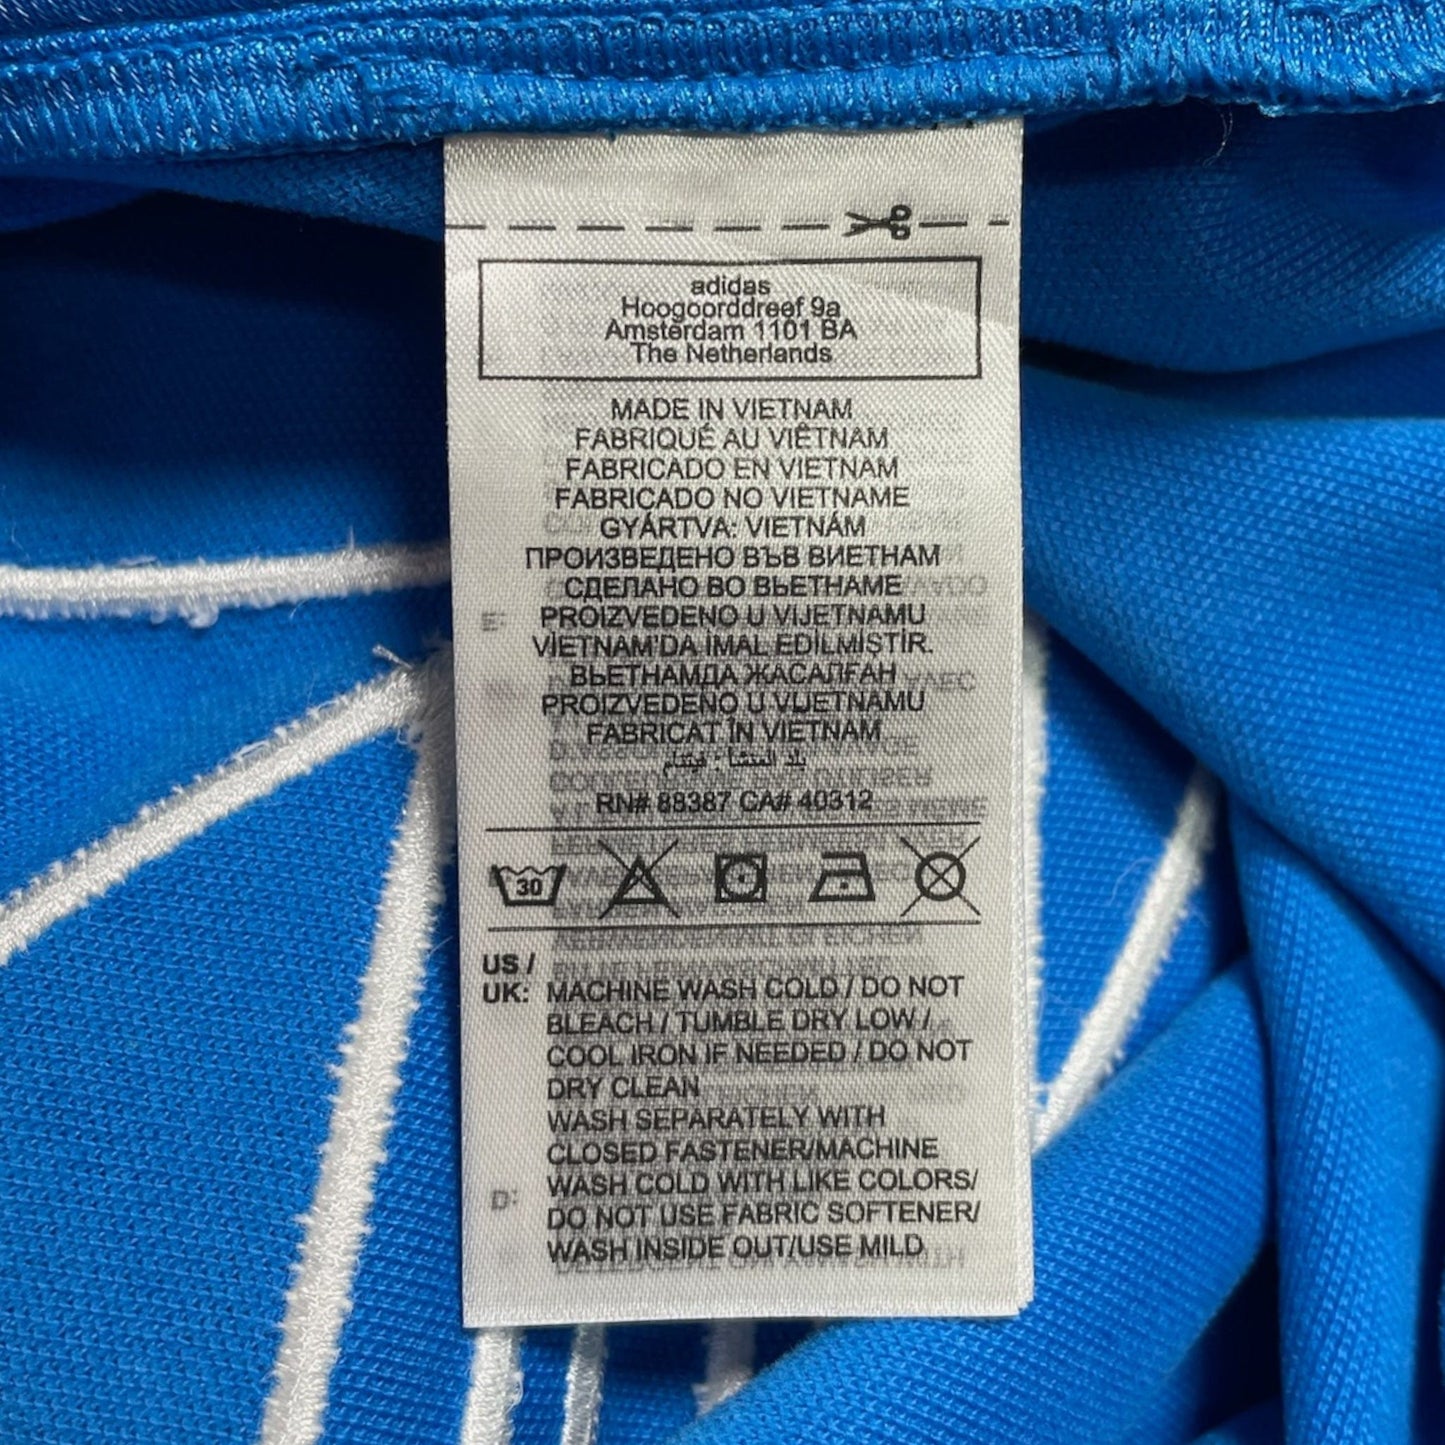 adidas
Hoogoorddreef 9a
Amsterdam 1101 BA
The Netherlands
MADE IN VIETNAM
FABRIQUÉ AU VIÊTNAM
FABRICADO EN VIETNAM
FABRICADO NO VIETNAME
GYÁRTVA: VIETNÁM
ПРОИЗВЕДЕНО ВЪВ ВИЕТНАМ
СДЕЛАНО ВО ВЬЕТНАМЕ
PROIZVEDENO U VIJETNAMU
VİETNAM'DA İMAL EDİLMİŞTİR.
ВЬЕТНАМДА ЖАСАЛҒАН
PROIZVEDENO U VIJETNAMU
FABRICAT ÎN VIETNAM
بلد المنشأ - فيتنام
RN# 88387 CA# 40312
30
US /
UK: MACHINE WASH COLD / DO NOT
BLEACH / TUMBLE DRY LOW /
COOL IRON IF NEEDED / DO NOT
DRY CLEAN
WASH SEPARATELY WITH
CLOSED FASTENER/MACHINE
WASH COLD WITH LIKE COLORS/
DO NOT USE FABRIC SOFTENER/
WASH INSIDE OUT/USE MILD